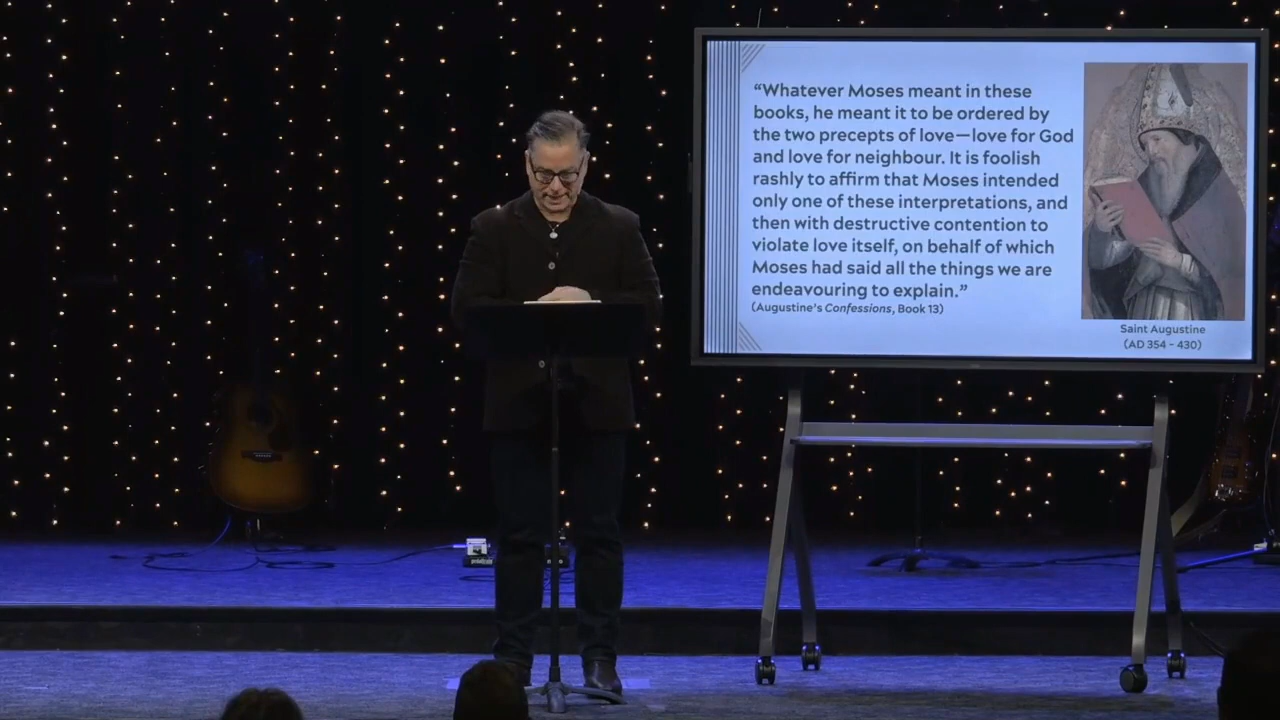 “Whatever Moses meant in these
books, he meant it to be ordered by
the two precepts of love—love for God
and love for neighbour. It is foolish
rashly to affirm that Moses intended
only one of these interpretations, and
then with destructive contention to
violate love itself, on behalf of which
Moses had said all the things we are
endeavouring to explain.”
(Augustine’s Confessions, Book 13)
Saint Augustine
(AD 354 - 430)